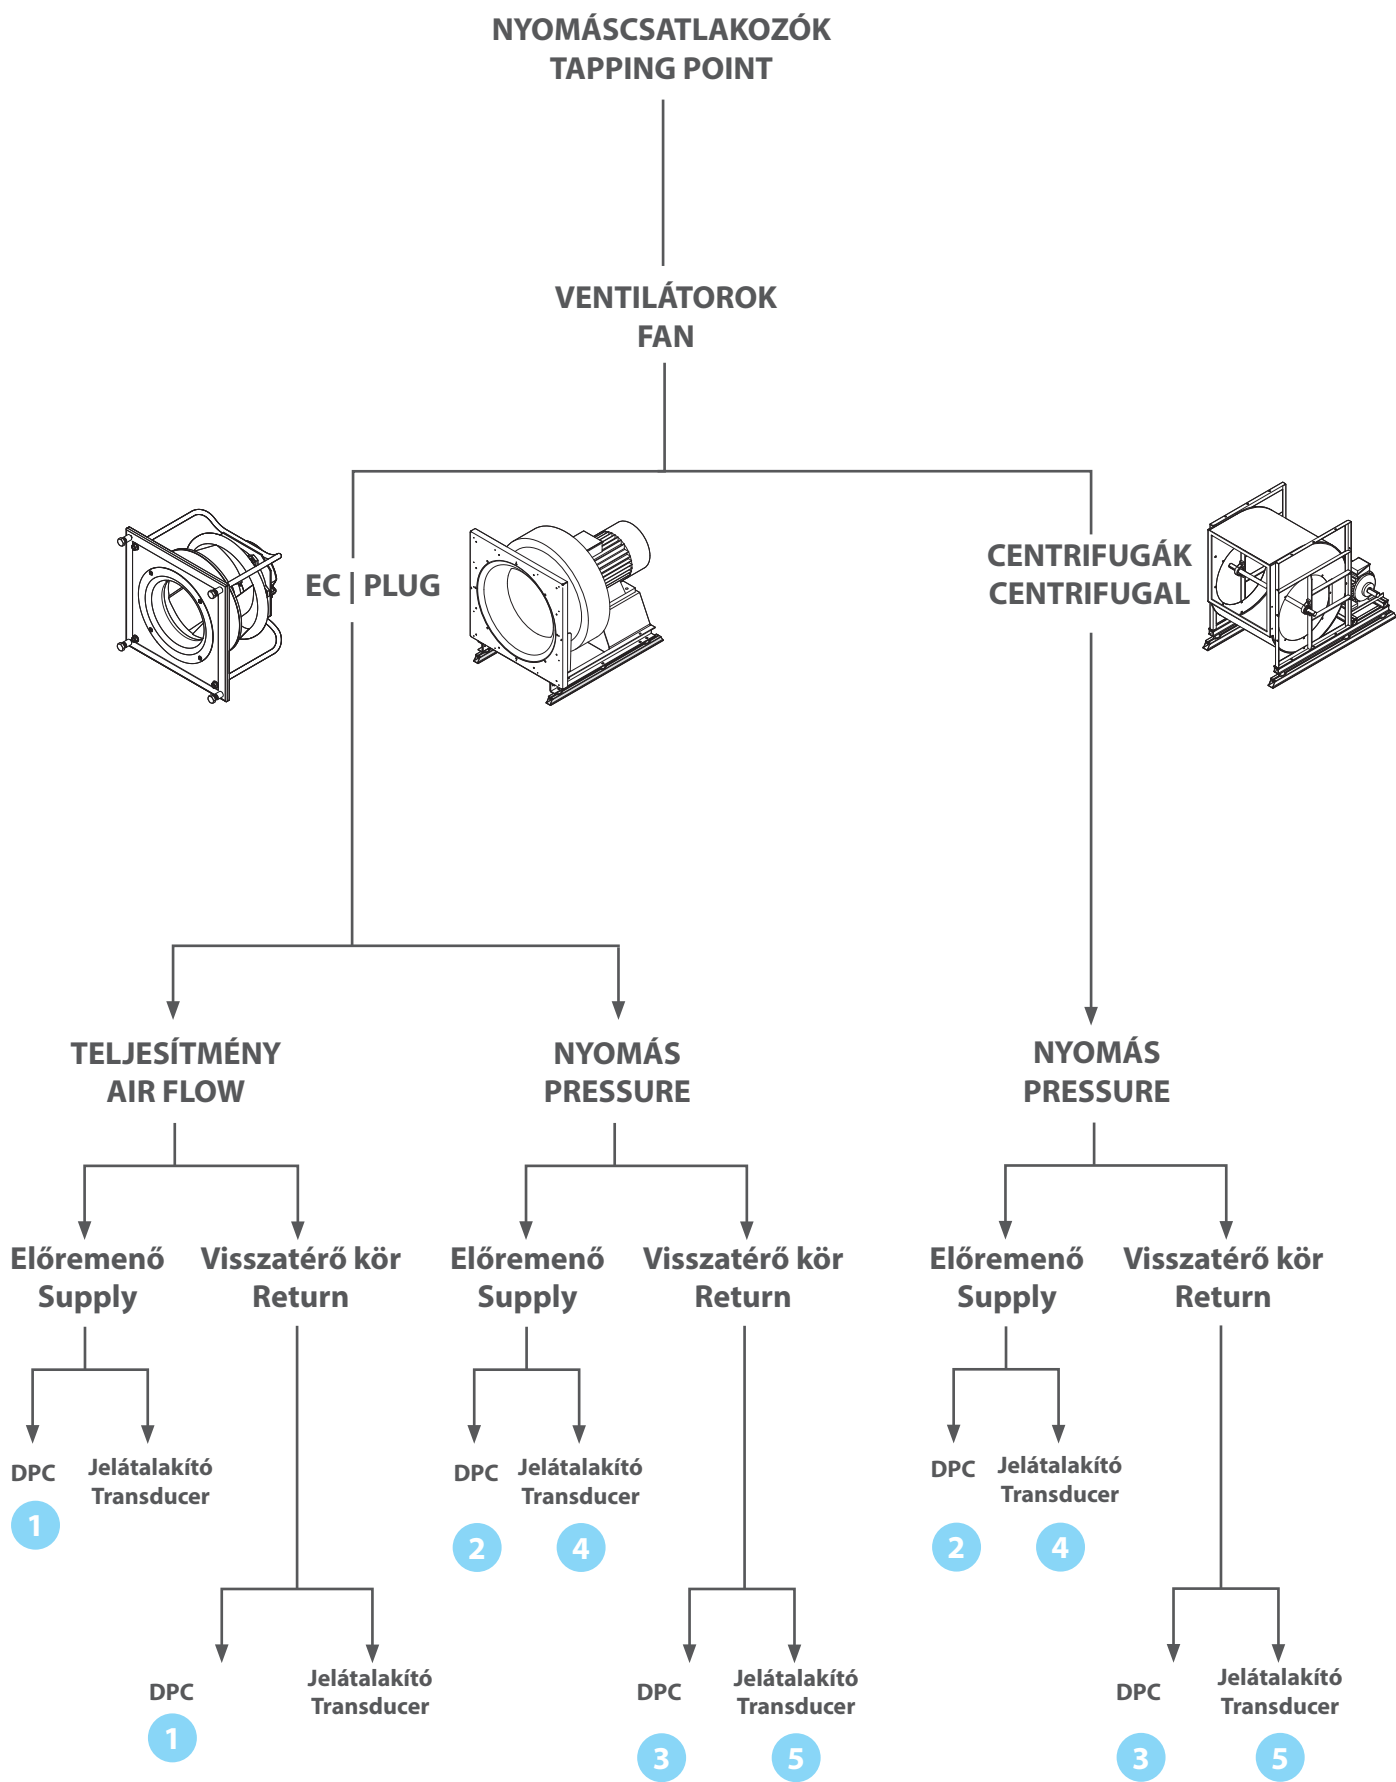 NYOMÁSCSATLAKOZÓK
TAPPING POINT
VENTILÁTOROK
FAN
EC | PLUG
CENTRIFUGÁK
CENTRIFUGAL
TELJESÍTMÉNY
AIR FLOW
NYOMÁS
PRESSURE
NYOMÁS
PRESSURE
Előremenő
Supply
Visszatérő kör
Return
Előremenő
Supply
Visszatérő kör
Return
Előremenő
Supply
Visszatérő kör
Return
DPC
1
Jelátalakító
Transducer
DPC
2
Jelátalakító
Transducer
4
DPC
2
Jelátalakító
Transducer
4
DPC
1
Jelátalakító
Transducer
DPC
3
Jelátalakító
Transducer
5
DPC
3
Jelátalakító
Transducer
5